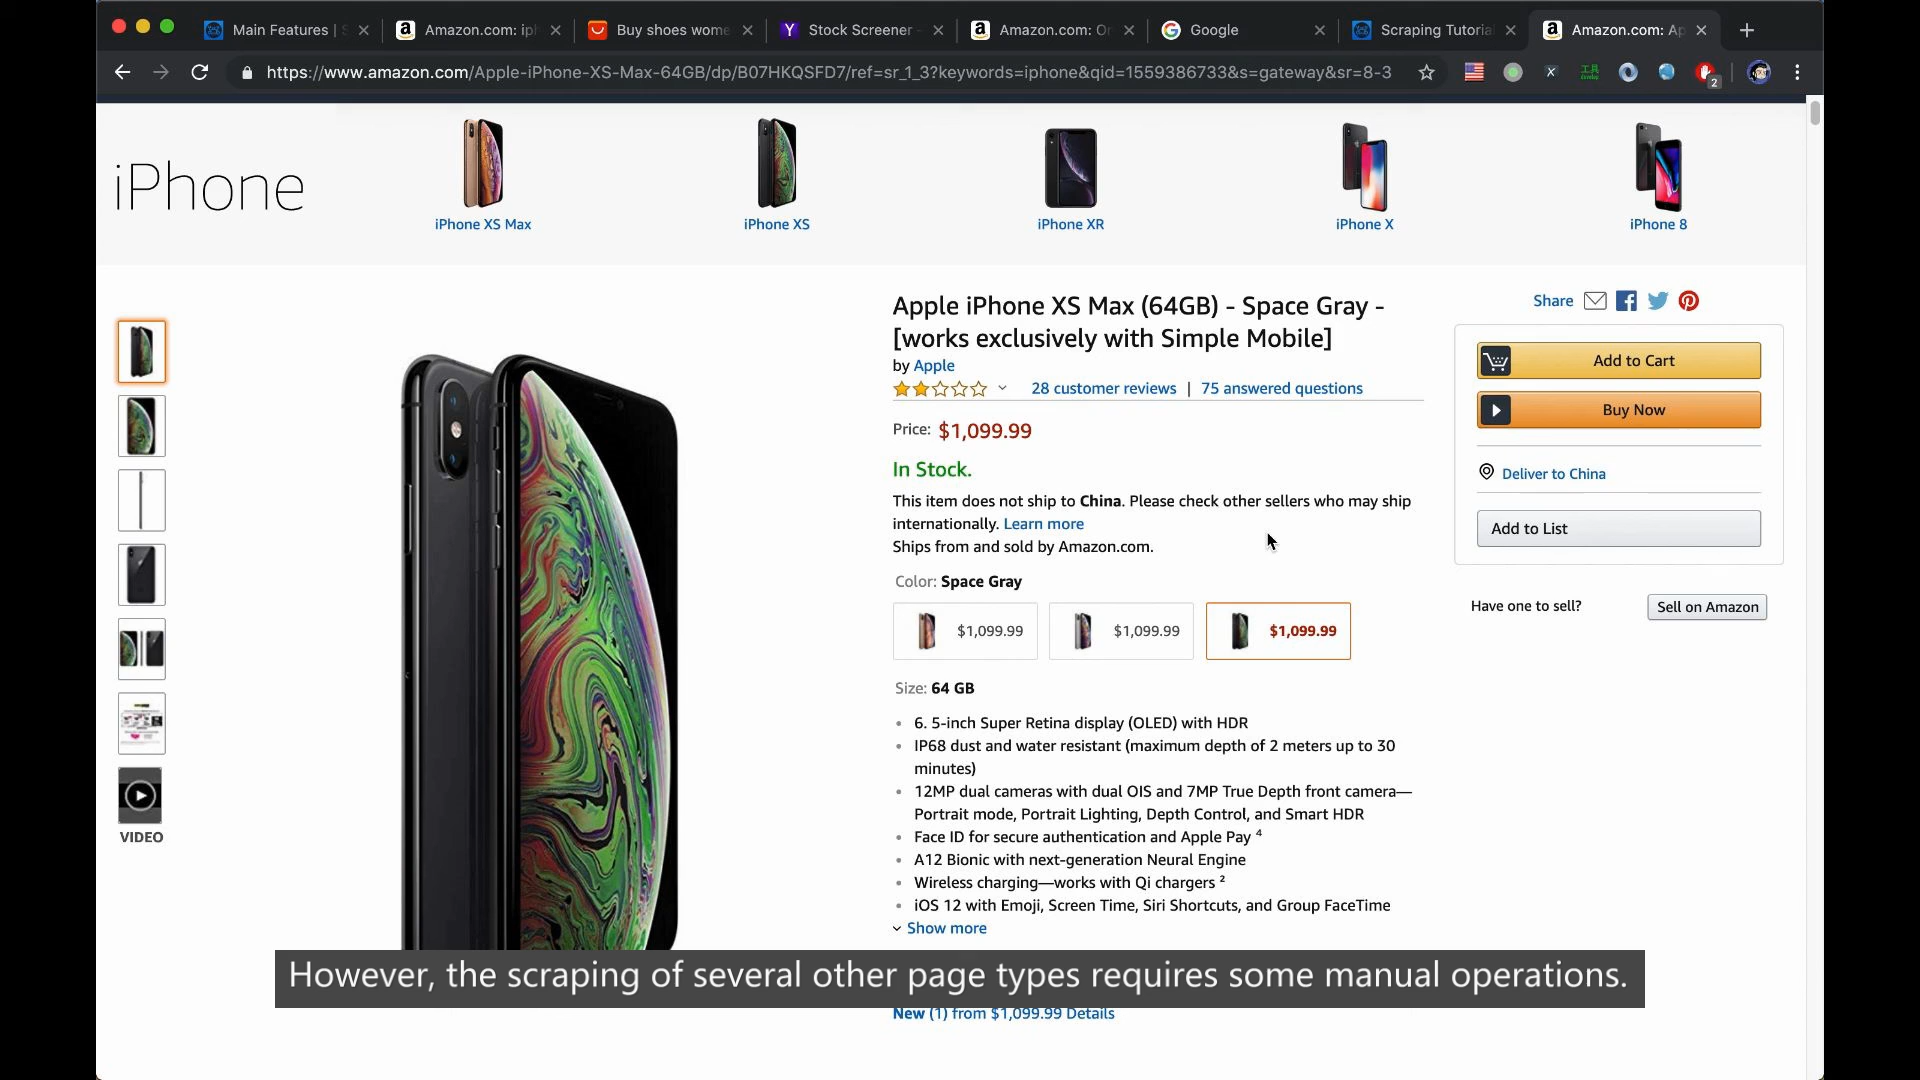 Main Features | S
Amazon.com: iph
Buy shoes wome
Stock Screener -
Amazon.com: On
Google
Scraping Tutoria
Amazon.com: Ap
https://www.amazon.com/Apple-iPhone-XS-Max-64GB/dp/B07HKQSFD7/ref=sr_1_3?keywords=iphone&qid=1559386733&s=gateway&sr=8-3
2
iPhone
iPhone XS Max
iPhone XS
iPhone XR
iPhone X
iPhone 8
Apple iPhone XS Max (64GB) - Space Gray -
[works exclusively with Simple Mobile]
by Apple
28 customer reviews | 75 answered questions
Price: $1,099.99
In Stock.
This item does not ship to China. Please check other sellers who may ship
internationally. Learn more
Ships from and sold by Amazon.com.
Color: Space Gray
$1,099.99
$1,099.99
$1,099.99
Size: 64 GB
6. 5-inch Super Retina display (OLED) with HDR
IP68 dust and water resistant (maximum depth of 2 meters up to 30
minutes)
12MP dual cameras with dual OIS and 7MP True Depth front camera—
Portrait mode, Portrait Lighting, Depth Control, and Smart HDR
Face ID for secure authentication and Apple Pay ⁴
A12 Bionic with next-generation Neural Engine
Wireless charging—works with Qi chargers ²
iOS 12 with Emoji, Screen Time, Siri Shortcuts, and Group FaceTime
Show more
New (1) from $1,099.99 Details
Share
Add to Cart
Buy Now
Deliver to China
Add to List
Have one to sell?
Sell on Amazon
VIDEO
However, the scraping of several other page types requires some manual operations.